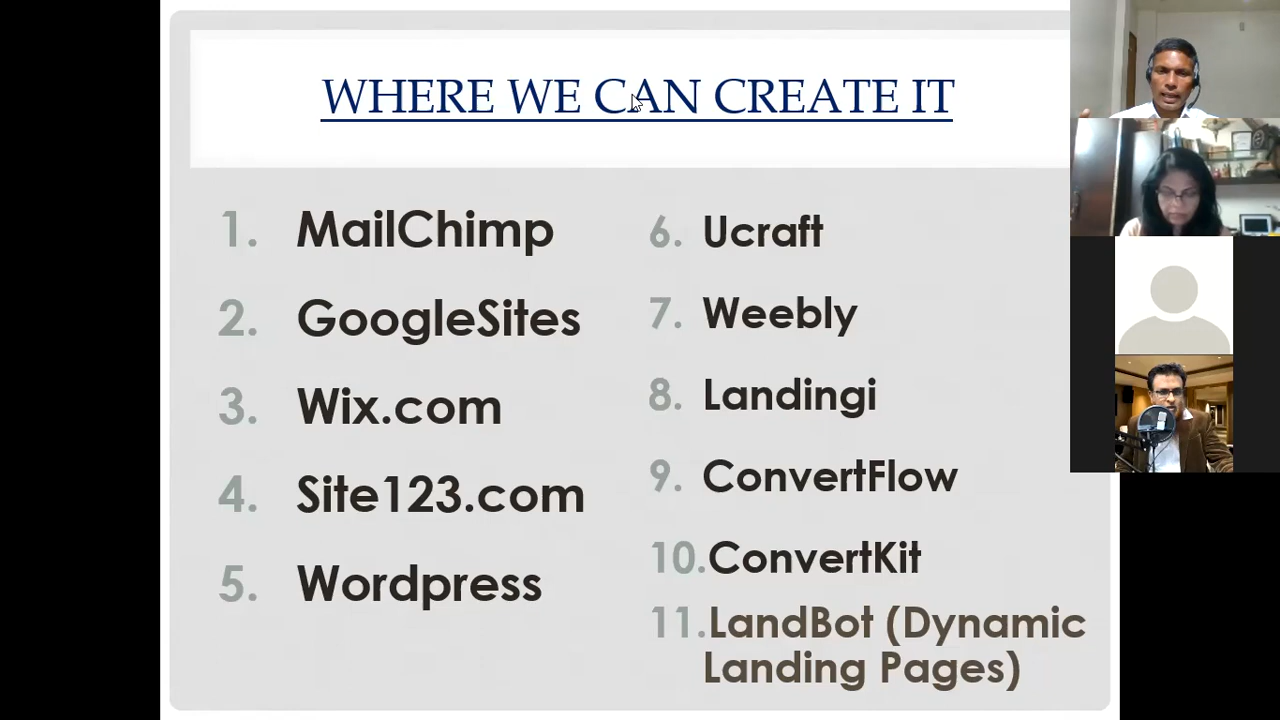 WHERE WE CAN CREATE IT
1. MailChimp
2. GoogleSites
3. Wix.com
4. Site123.com
5. Wordpress
6. Ucraft
7. Weebly
8. Landingi
9. ConvertFlow
10.ConvertKit
11.LandBot (Dynamic
Landing Pages)